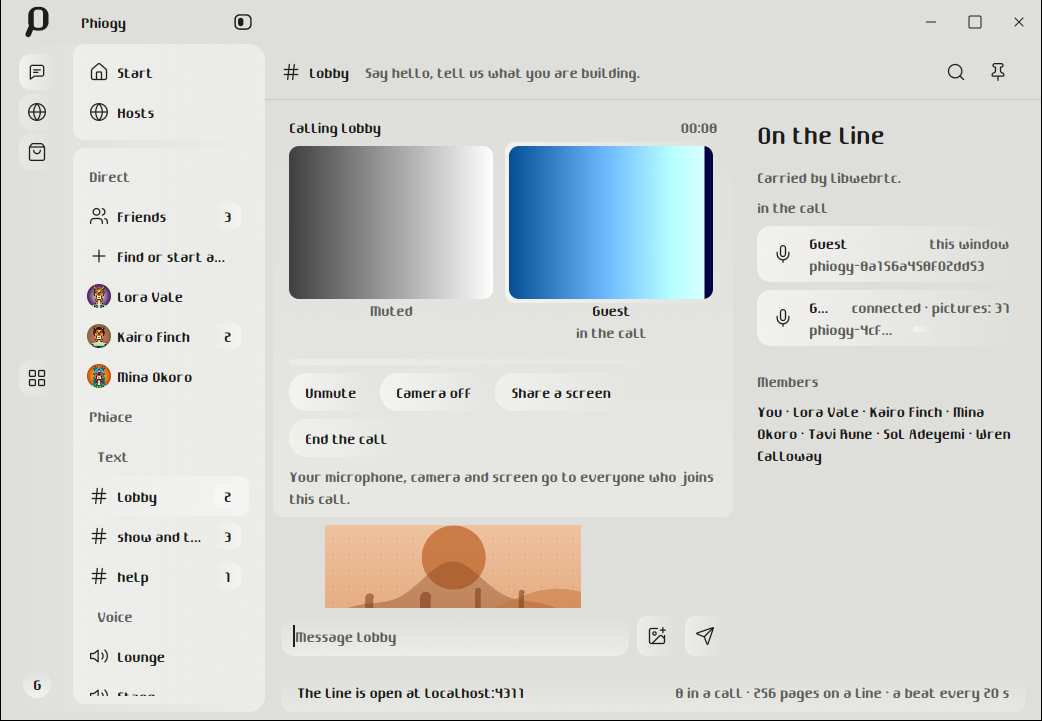 Phiogy
Start
Hosts
Direct
Friends 3
Find or start a...
Lora Vale
Kairo Finch 2
Mina Okoro
Phiace
Text
Lobby 2
show and t... 3
help 1
Voice
Lounge
G
Lobby Say hello, tell us what you are building.
Calling Lobby 00:08
Muted
Guest
in the call
Unmute Camera off Share a screen
End the call
Your microphone, camera and screen go to everyone who joins
this call.
Message Lobby
The Line is open at localhost:4311
0 in a call · 256 pages on a line · a beat every 20 s
On the Line
Carried by libwebrtc.
in the call
Guest this window
phiogy-0a156a458f02dd53
G... connected · pictures: 31
phiogy-4cf...
Members
You · Lora Vale · Kairo Finch · Mina
Okoro · Tavi Rune · Sol Adeyemi · Wren
Calloway